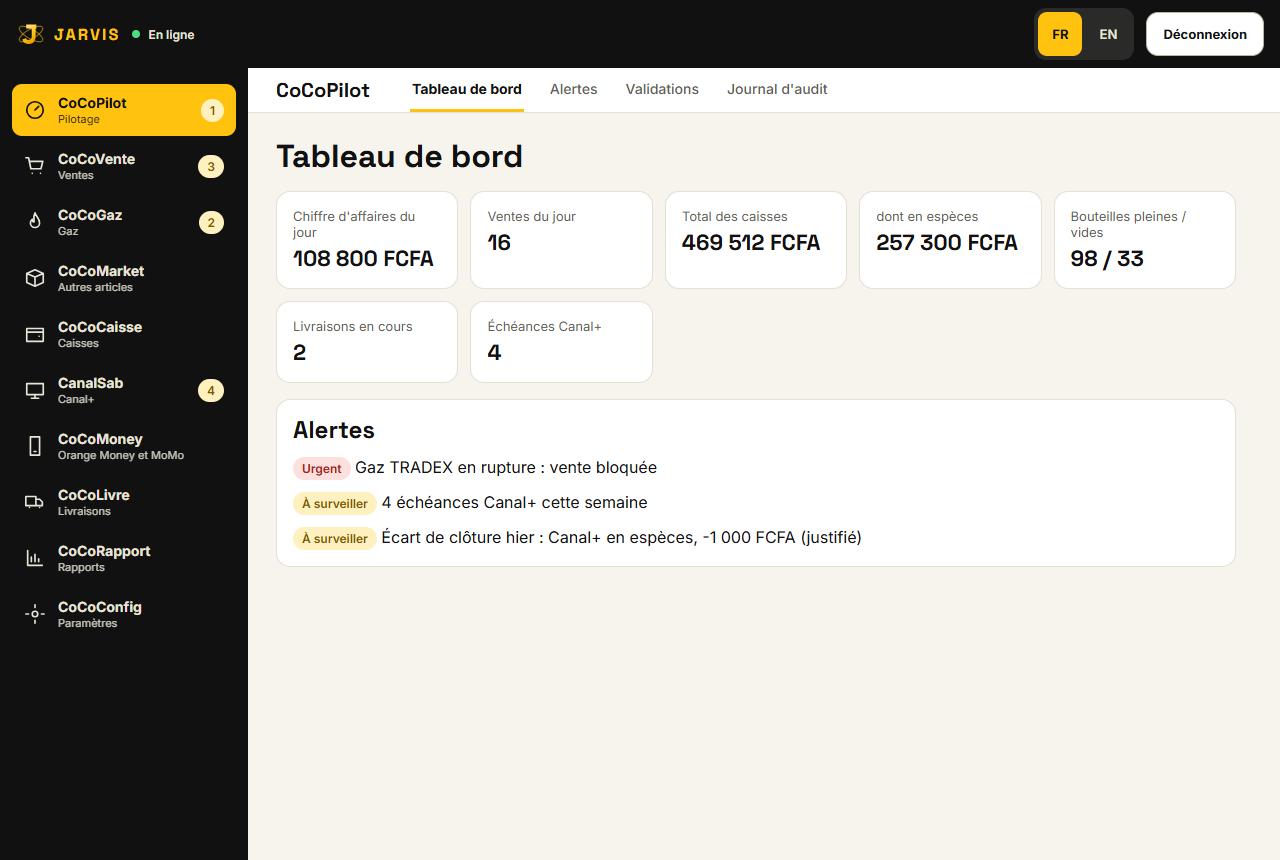 JARVIS
En ligne
FR
EN
Déconnexion
CoCoPilot
Pilotage
1
CoCoVente
Ventes
3
CoCoGaz
Gaz
2
CoCoMarket
Autres articles
CoCoCaisse
Caisses
CanalSab
Canal+
4
CoCoMoney
Orange Money et MoMo
CoCoLivre
Livraisons
CoCoRapport
Rapports
CoCoConfig
Paramètres
CoCoPilot
Tableau de bord
Alertes
Validations
Journal d'audit
Tableau de bord
Chiffre d'affaires du
jour
108 800 FCFA
Ventes du jour
16
Total des caisses
469 512 FCFA
dont en espèces
257 300 FCFA
Bouteilles pleines /
vides
98 / 33
Livraisons en cours
2
Échéances Canal+
4
Alertes
Urgent Gaz TRADEX en rupture : vente bloquée
À surveiller 4 échéances Canal+ cette semaine
À surveiller Écart de clôture hier : Canal+ en espèces, -1 000 FCFA (justifié)